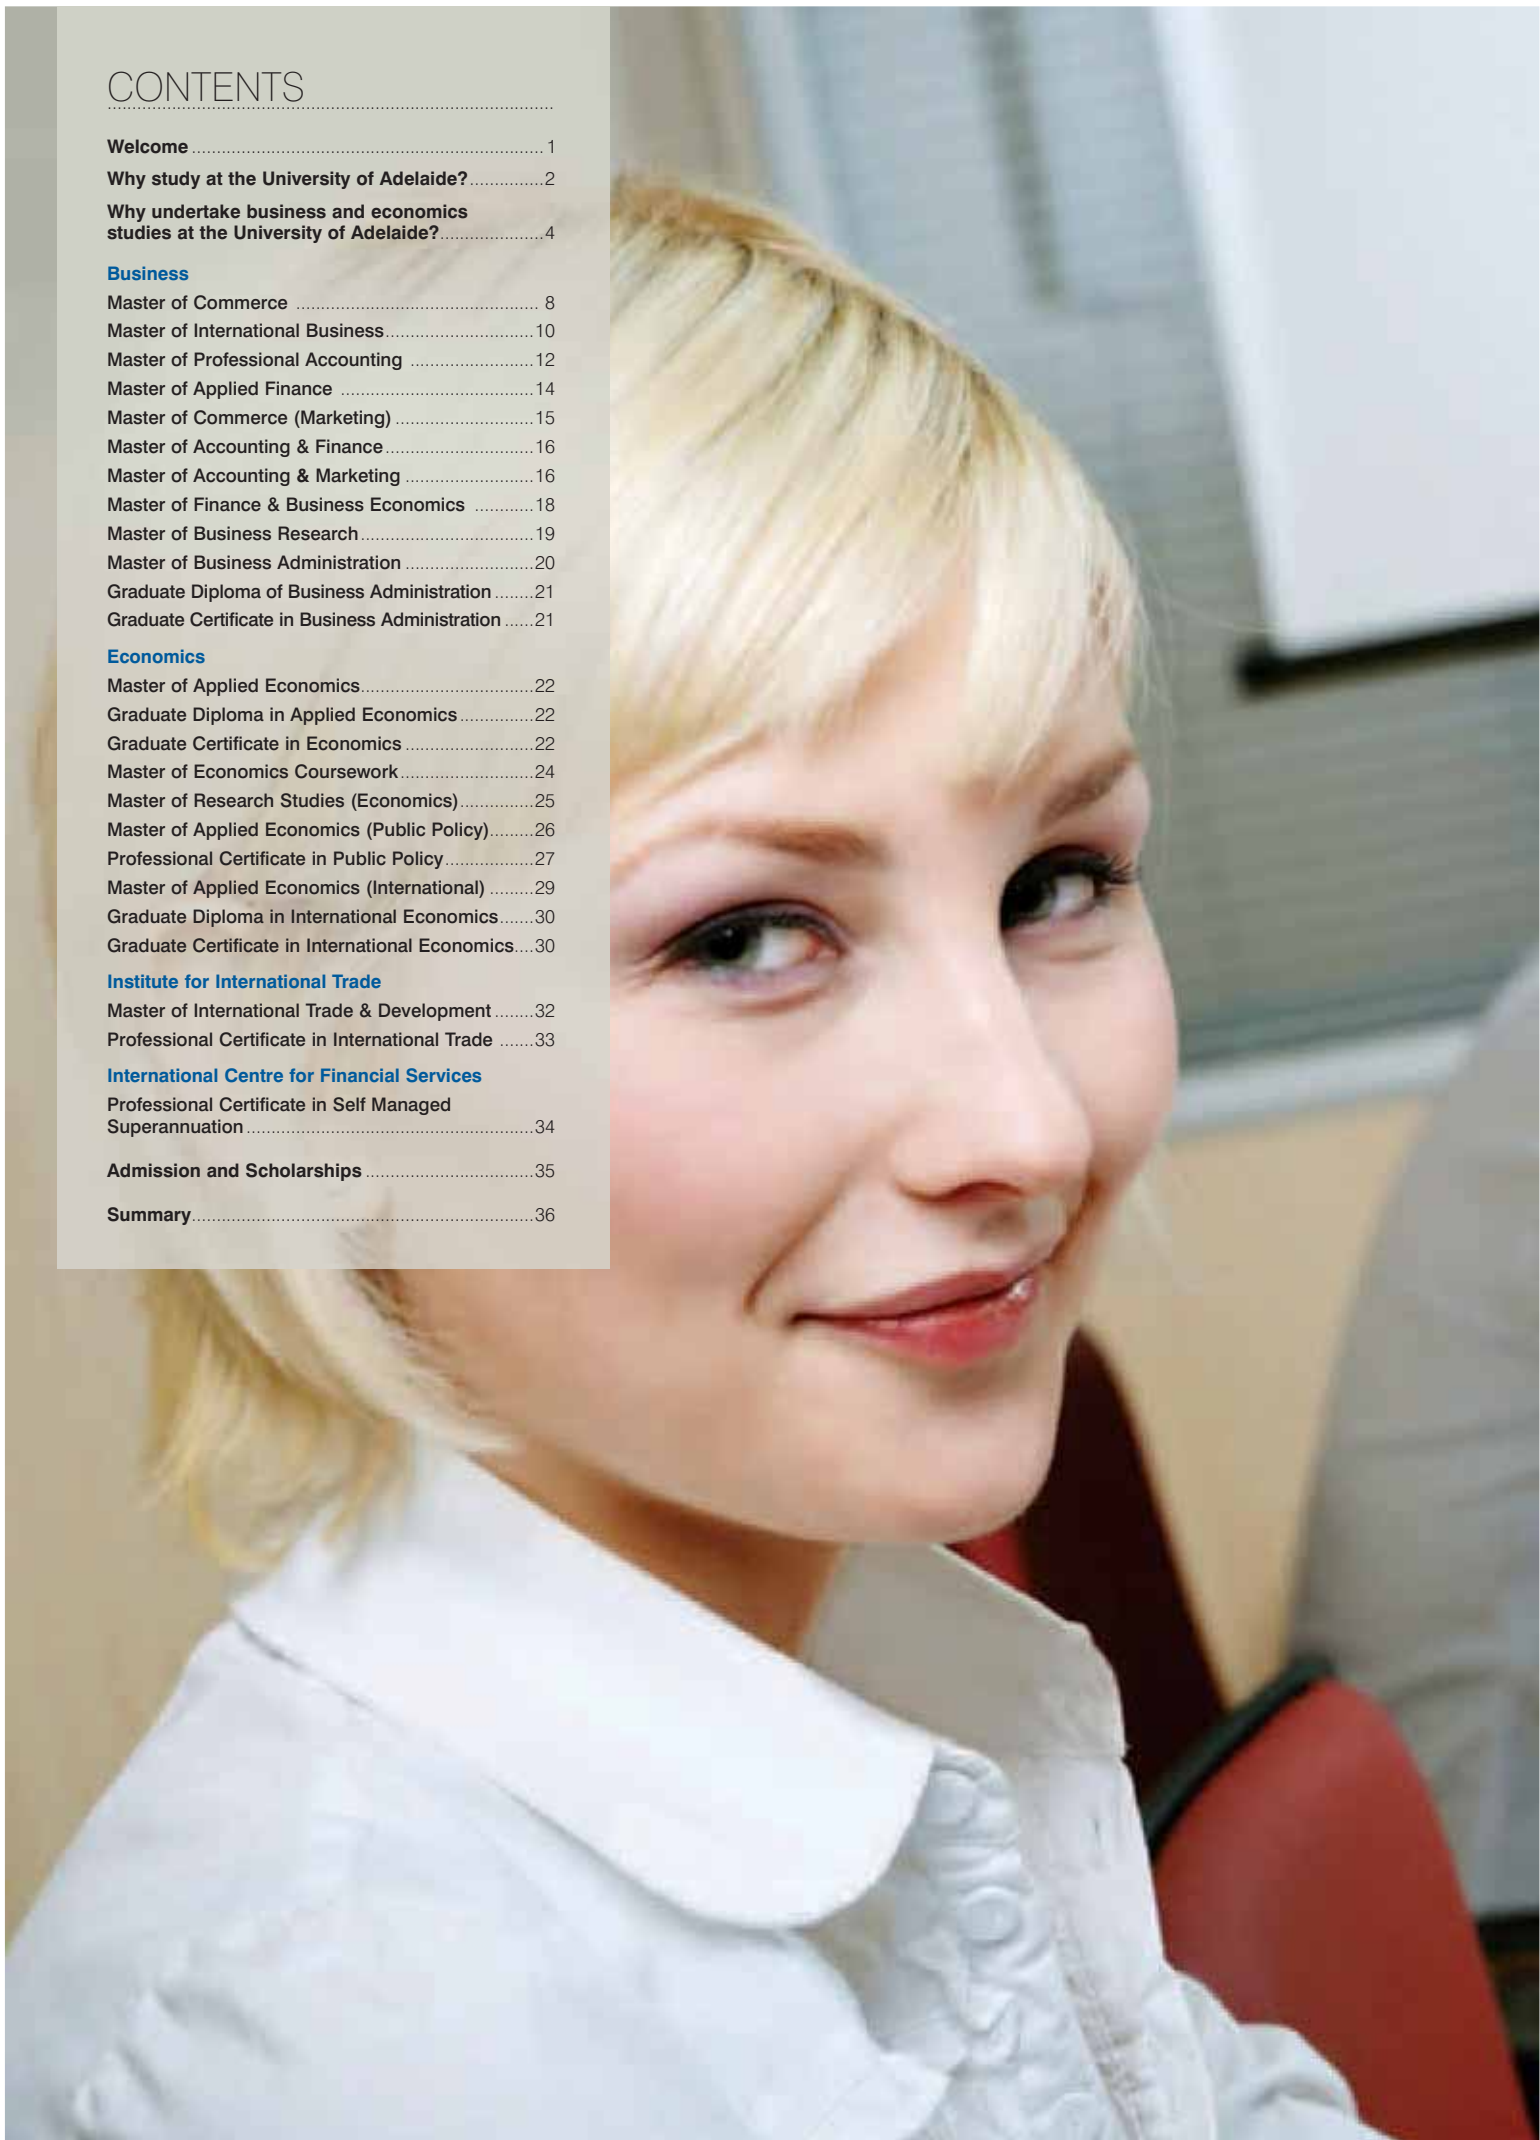 CONTENTS
Welcome 1
Why study at the University of Adelaide? 2
Why undertake business and economics
studies at the University of Adelaide? 4
Business
Master of Commerce 8
Master of International Business 10
Master of Professional Accounting 12
Master of Applied Finance 14
Master of Commerce (Marketing) 15
Master of Accounting & Finance 16
Master of Accounting & Marketing 16
Master of Finance & Business Economics 18
Master of Business Research 19
Master of Business Administration 20
Graduate Diploma of Business Administration 21
Graduate Certificate in Business Administration 21
Economics
Master of Applied Economics 22
Graduate Diploma in Applied Economics 22
Graduate Certificate in Economics 22
Master of Economics Coursework 24
Master of Research Studies (Economics) 25
Master of Applied Economics (Public Policy) 26
Professional Certificate in Public Policy 27
Master of Applied Economics (International) 29
Graduate Diploma in International Economics 30
Graduate Certificate in International Economics 30
Institute for International Trade
Master of International Trade & Development 32
Professional Certificate in International Trade 33
International Centre for Financial Services
Professional Certificate in Self Managed
Superannuation 34
Admission and Scholarships 35
Summary 36